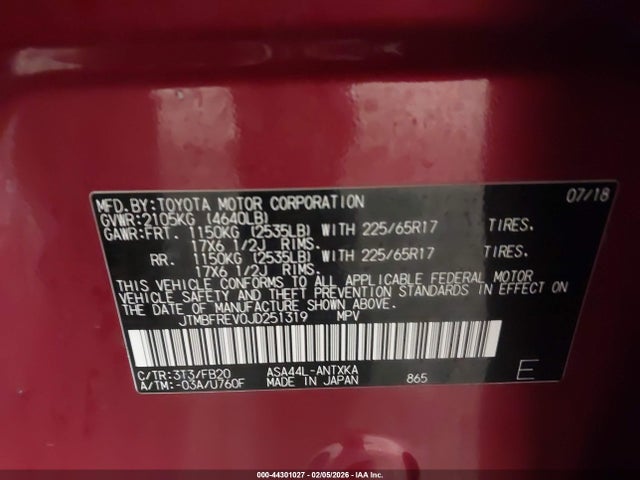 MFD.BY:TOYOTA MOTOR CORPORATION 07/18
GVWR:2105KG (4640LB)
GAWR:FRT. 1150KG (2535LB) WITH 225/65R17 TIRES.
17X6 1/2J RIMS.
RR. 1150KG (2535LB) WITH 225/65R17 TIRES.
17X6 1/2J RIMS.
THIS VEHICLE CONFORMS TO ALL APPLICABLE FEDERAL MOTOR
VEHICLE SAFETY AND THEFT PREVENTION STANDARDS IN EFFECT ON
THE DATE OF MANUFACTURE SHOWN ABOVE.
JTMBFREV0JD251319 MPV
C/TR:3T3/FB20 ASA44L-ANTXKA
A/TM:-03A/U760F MADE IN JAPAN 865 E
000-44301027 - 02/05/2026 - IAA Inc.